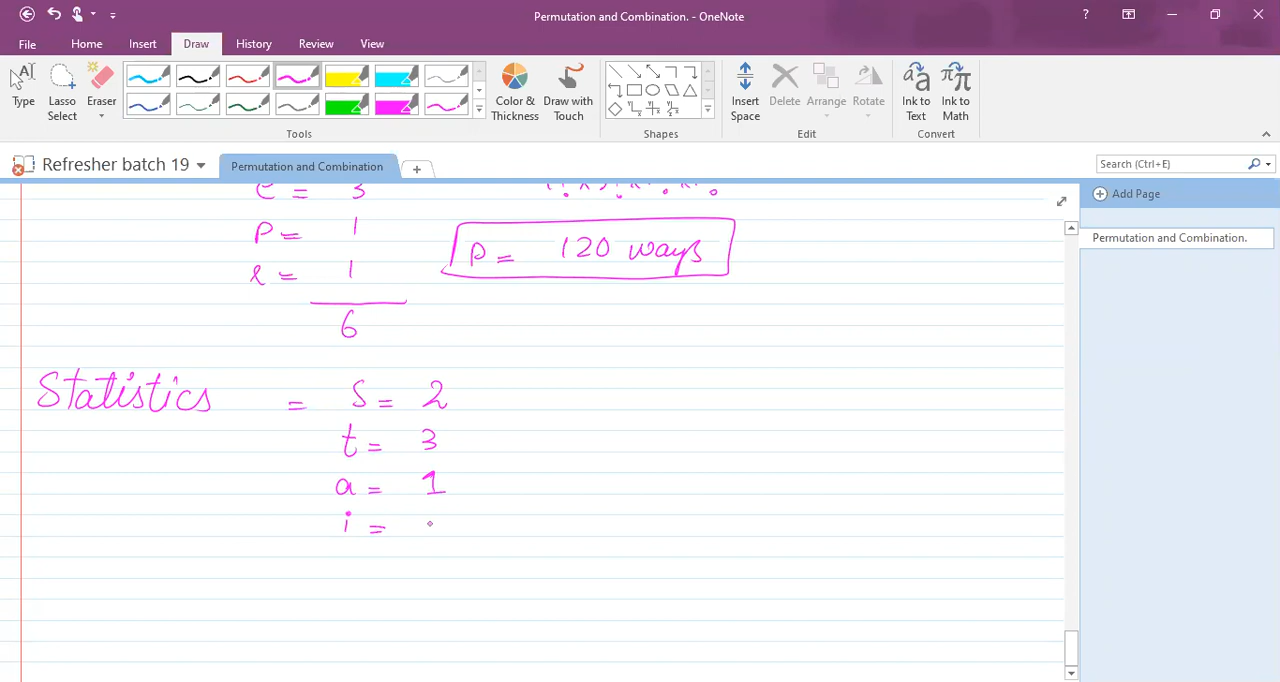 Permutation and Combination. - OneNote
?
File Home Insert Draw History Review View
Type Lasso Select Eraser Color & Thickness Draw with Touch Insert Space Delete Arrange Rotate Ink to Text Ink to Math
Tools Shapes Edit Convert
Refresher batch 19 Permutation and Combination Search (Ctrl+E)
Add Page
Permutation and Combination.
e = 3
P = 1
P = 120 ways
l = 1
6
Statistics = S = 2
t = 3
a = 1
i =